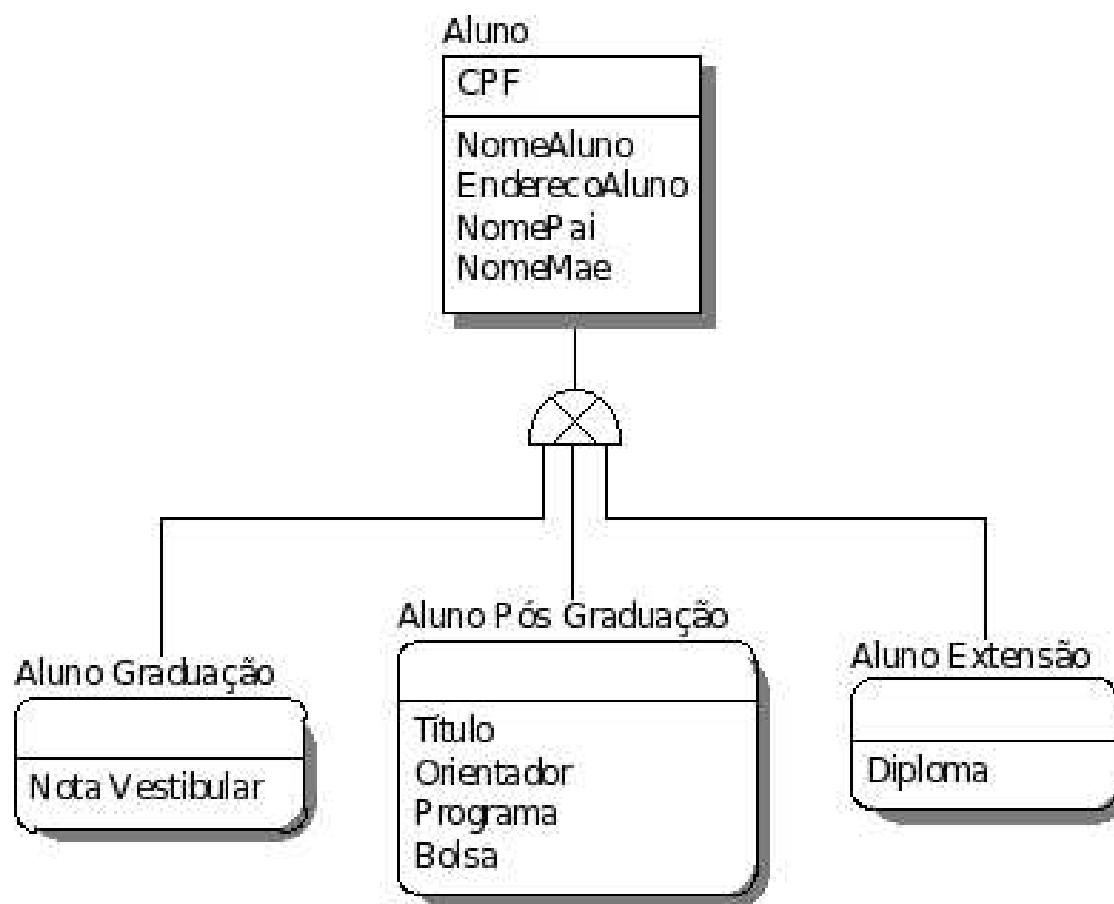 Aluno
CPF
NomeAluno
EnderecoAluno
NomePai
NomeMae
Aluno Graduação
Nota Vestibular
Aluno Pós Graduação
Título
Orientador
Programa
Bolsa
Aluno Extensão
Diploma